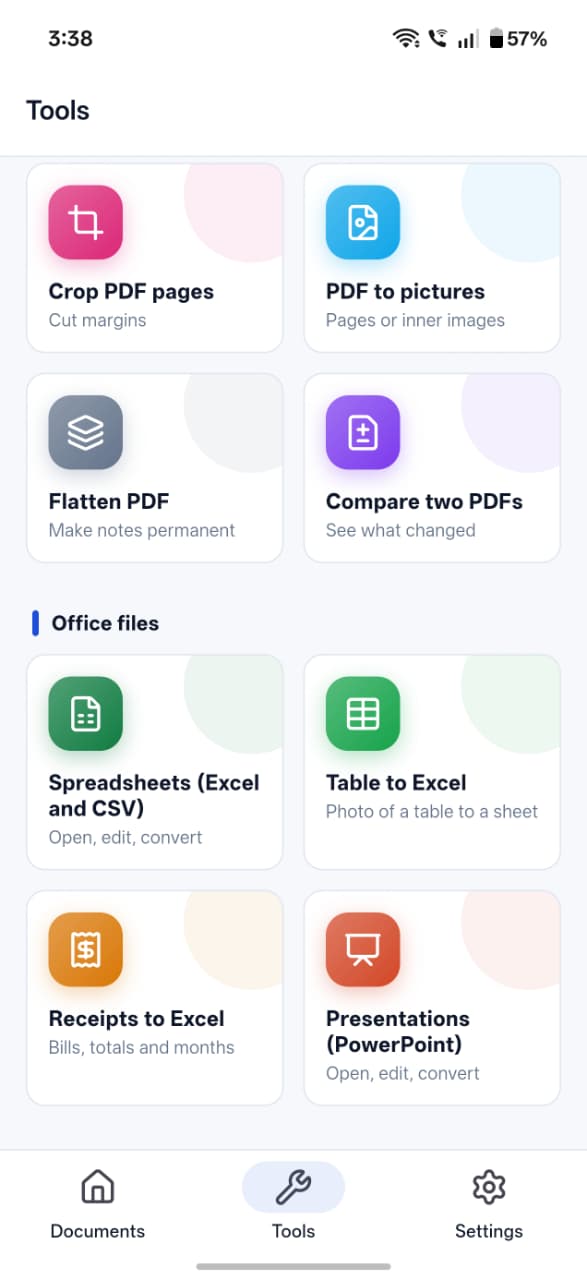 3:38
57%
Tools
Crop PDF pages
Cut margins
PDF to pictures
Pages or inner images
Flatten PDF
Make notes permanent
Compare two PDFs
See what changed
Office files
Spreadsheets (Excel
and CSV)
Open, edit, convert
Table to Excel
Photo of a table to a sheet
Receipts to Excel
Bills, totals and months
Presentations
(PowerPoint)
Open, edit, convert
Documents
Tools
Settings